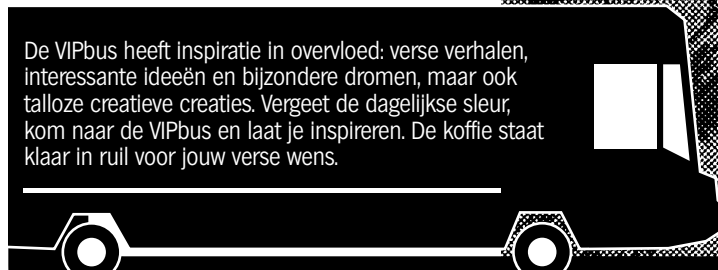 De VIPbus heeft inspiratie in overvloed: verse verhalen,
interessante ideeën en bijzondere dromen, maar ook
talloze creatieve creaties. Vergeet de dagelijkse sleur,
kom naar de VIPbus en laat je inspireren. De koffie staat
klaar in ruil voor jouw verse wens.